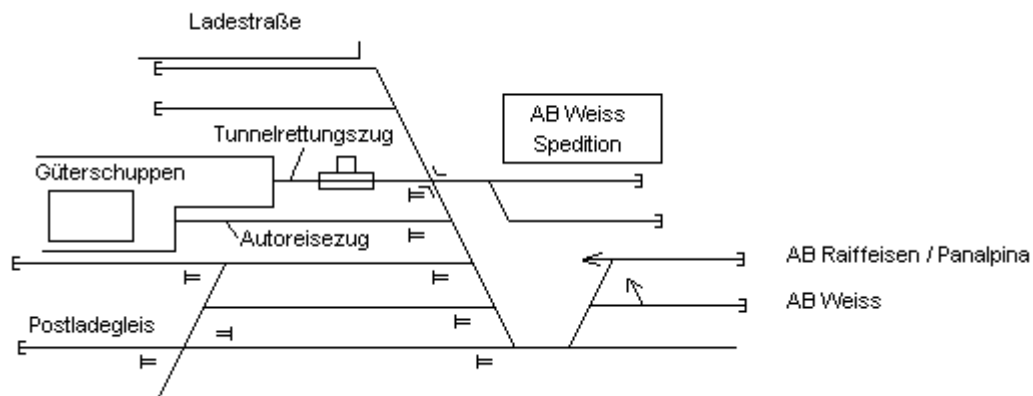 Ladestraße
AB Weiss
Spedition
Tunnelrettungszug
Güterschuppen
Autoreisezug
AB Raiffeisen / Panalpina
AB Weiss
Postladegleis